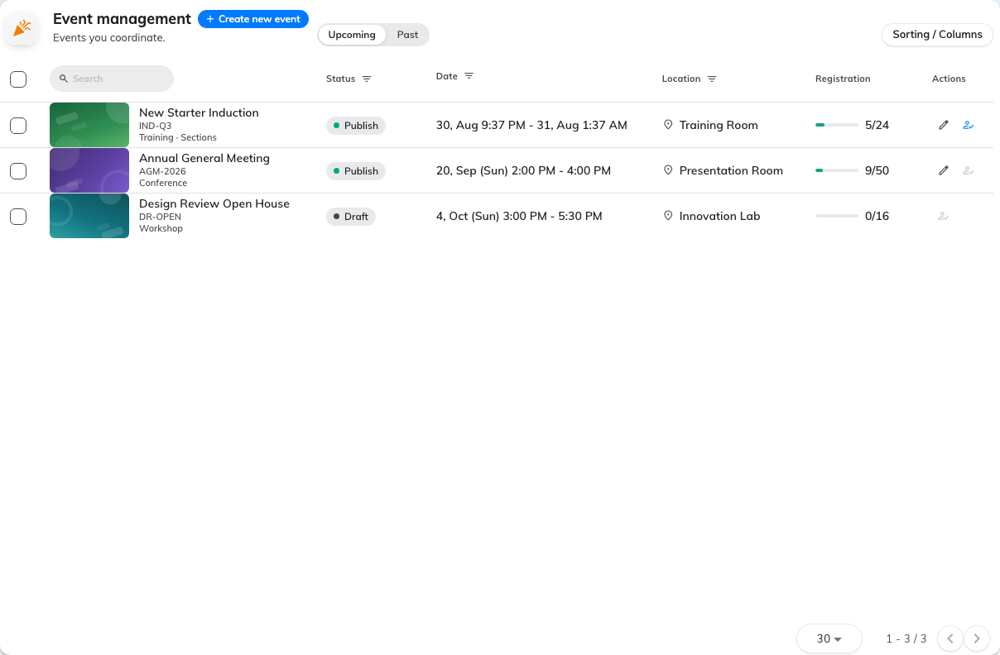 Event management
+ Create new event
Events you coordinate.
Upcoming
Past
Sorting / Columns
Search
Status
Date
Location
Registration
Actions
New Starter Induction
IND-Q3
Training · Sections
Publish
30, Aug 9:37 PM - 31, Aug 1:37 AM
Training Room
5/24
Annual General Meeting
AGM-2026
Conference
Publish
20, Sep (Sun) 2:00 PM - 4:00 PM
Presentation Room
9/50
Design Review Open House
DR-OPEN
Workshop
Draft
4, Oct (Sun) 3:00 PM - 5:30 PM
Innovation Lab
0/16
30
1 - 3 / 3